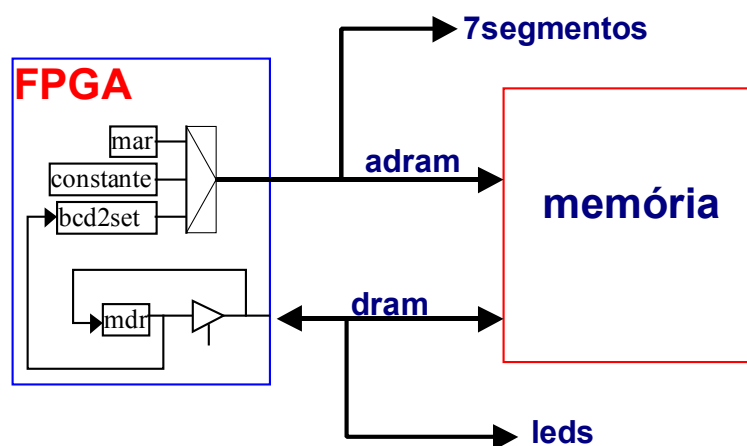 7segmentos
FPGA
mar
constante
bcd2set
adram
memória
mdr
dram
leds